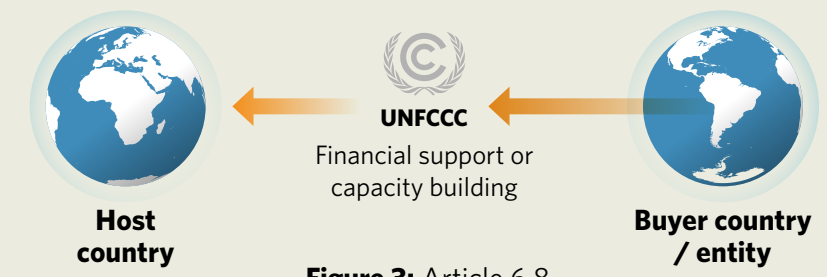 UNFCCC
Financial support or
capacity building
Host
country
Buyer country
/ entity
Figure 3: Article 6.8